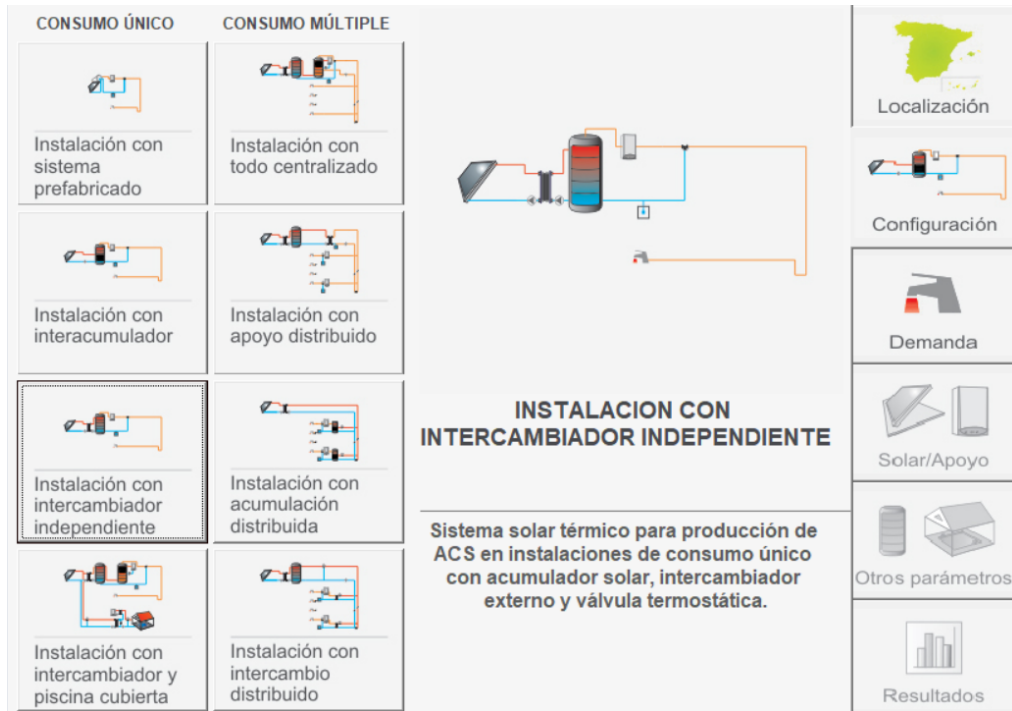 CONSUMO ÚNICO
CONSUMO MÚLTIPLE
Instalación con
sistema
prefabricado
Instalación con
todo centralizado
Instalación con
interacumulador
Instalación con
apoyo distribuido
Instalación con
intercambiador
independiente
Instalación con
acumulación
distribuida
Instalación con
intercambiador y
piscina cubierta
Instalación con
intercambio
distribuido
INSTALACION CON
INTERCAMBIADOR INDEPENDIENTE
Sistema solar térmico para producción de
ACS en instalaciones de consumo único
con acumulador solar, intercambiador
externo y válvula termostática.
Localización
Configuración
Demanda
Solar/Apoyo
Otros parámetros
Resultados